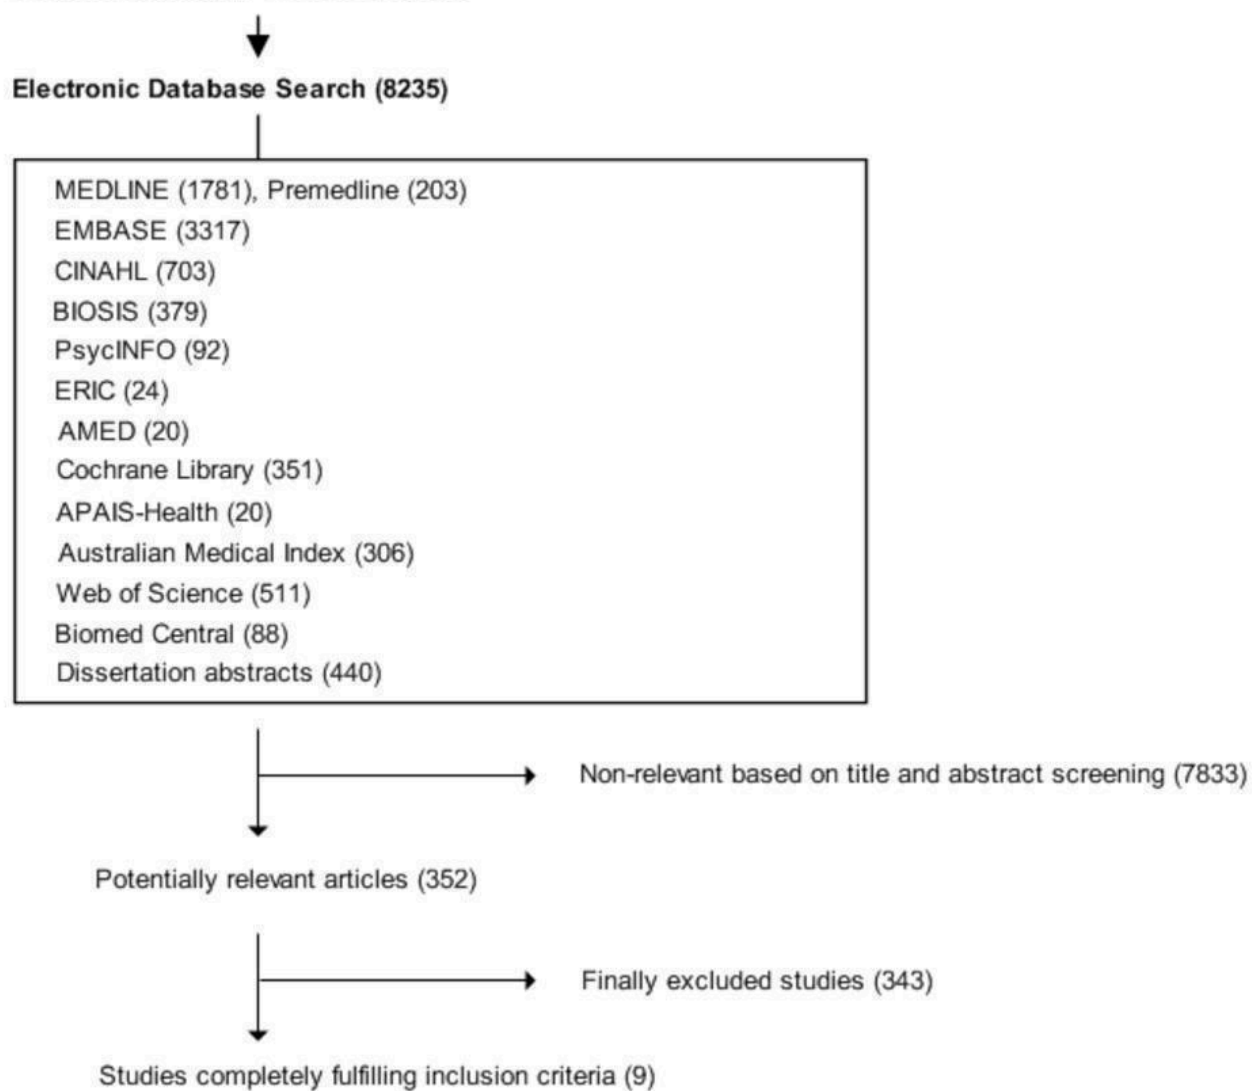 Electronic Database Search (8235)
MEDLINE (1781), Premedline (203)
EMBASE (3317)
CINAHL (703)
BIOSIS (379)
PsycINFO (92)
ERIC (24)
AMED (20)
Cochrane Library (351)
APAIS-Health (20)
Australian Medical Index (306)
Web of Science (511)
Biomed Central (88)
Dissertation abstracts (440)
Non-relevant based on title and abstract screening (7833)
Potentially relevant articles (352)
Finally excluded studies (343)
Studies completely fulfilling inclusion criteria (9)